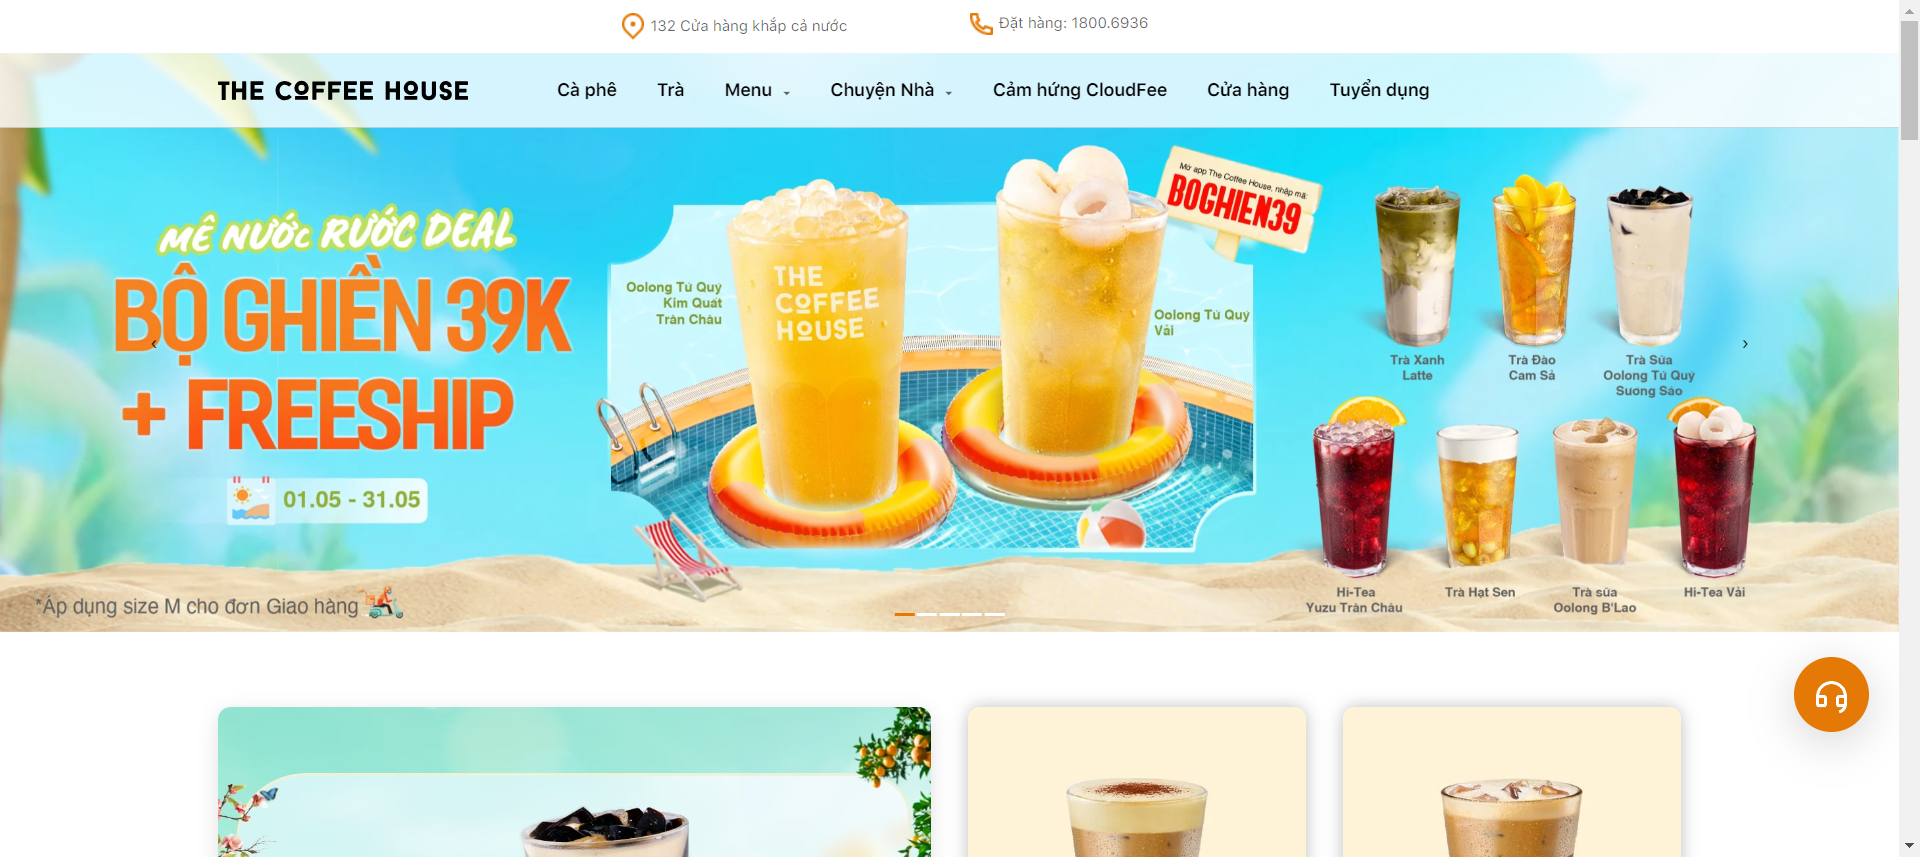 132 Cửa hàng khắp cả nước
Đặt hàng: 1800.6936
THE COFFEE HOUSE
Cà phê
Trà
Menu
Chuyện Nhà
Cảm hứng CloudFee
Cửa hàng
Tuyển dụng
MÊ NƯỚC RƯỚC DEAL
BỘ GHIỀN 39K
+ FREESHIP
01.05 - 31.05
*Áp dụng size M cho đơn Giao hàng
Oolong Tứ Quý
Kim Quất
Trân Châu
THE
COFFEE
HOUSE
Oolong Tứ Quý
Vải
Mở app The Coffee House, nhập mã:
BOGHIEN39
Trà Xanh
Latte
Trà Đào
Cam Sả
Trà Sữa
Oolong Tứ Quý
Sương Sáo
Hi-Tea
Yuzu Trân Châu
Trà Hạt Sen
Trà sữa
Oolong B'Lao
Hi-Tea Vải